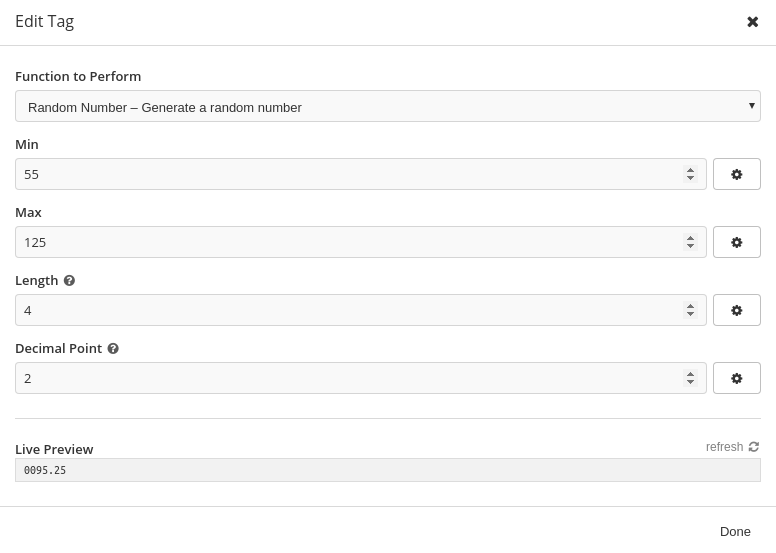 Edit Tag
Function to Perform
Random Number – Generate a random number
Min
55
Max
125
Length
4
Decimal Point
2
Live Preview
refresh
0095.25
Done